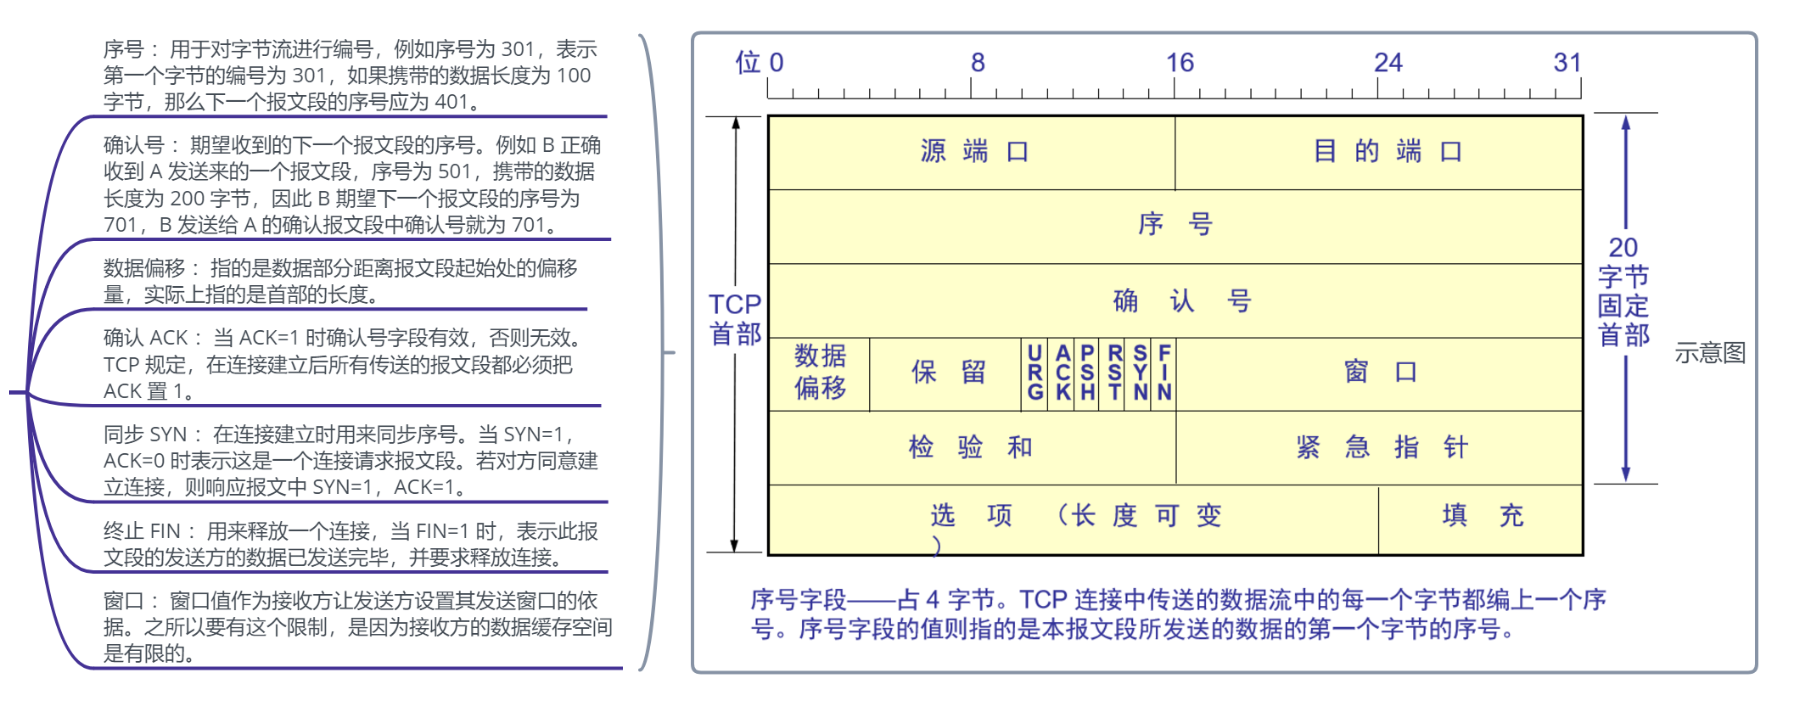 序号：用于对字节流进行编号，例如序号为 301，表示
第一个字节的编号为 301，如果携带的数据长度为 100
字节，那么下一个报文段的序号应为 401。
确认号：期望收到的下一个报文段的序号。例如 B 正确
收到 A 发送来的一个报文段，序号为 501，携带的数据
长度为 200 字节，因此 B 期望下一个报文段的序号为
701，B 发送给 A 的确认报文段中确认号就为 701。
数据偏移：指的是数据部分距离报文段起始处的偏移
量，实际上指的是首部的长度。
确认 ACK：当 ACK=1 时确认号字段有效，否则无效。
TCP 规定，在连接建立后所有传送的报文段都必须把
ACK 置 1。
同步 SYN：在连接建立时用来同步序号。当 SYN=1，
ACK=0 时表示这是一个连接请求报文段。若对方同意建
立连接，则响应报文中 SYN=1，ACK=1。
终止 FIN：用来释放一个连接，当 FIN=1 时，表示此报
文段的发送方的数据已发送完毕，并要求释放连接。
窗口：窗口值作为接收方让发送方设置其发送窗口的依
据。之所以要有这个限制，是因为接收方的数据缓存空间
是有限的。
位 0 8 16 24 31
源端口 目的端口
序号
确认号
数据
偏移
保留
URG ACK PSH RST SYN FIN
窗口
检验和 紧急指针
选项（长度可变
）
填充
TCP
首部
20
字节
固定
首部
序号字段——占 4 字节。TCP 连接中传送的数据流中的每一个字节都编上一个序
号。序号字段的值则指的是本报文段所发送的数据的第一个字节的序号。
示意图